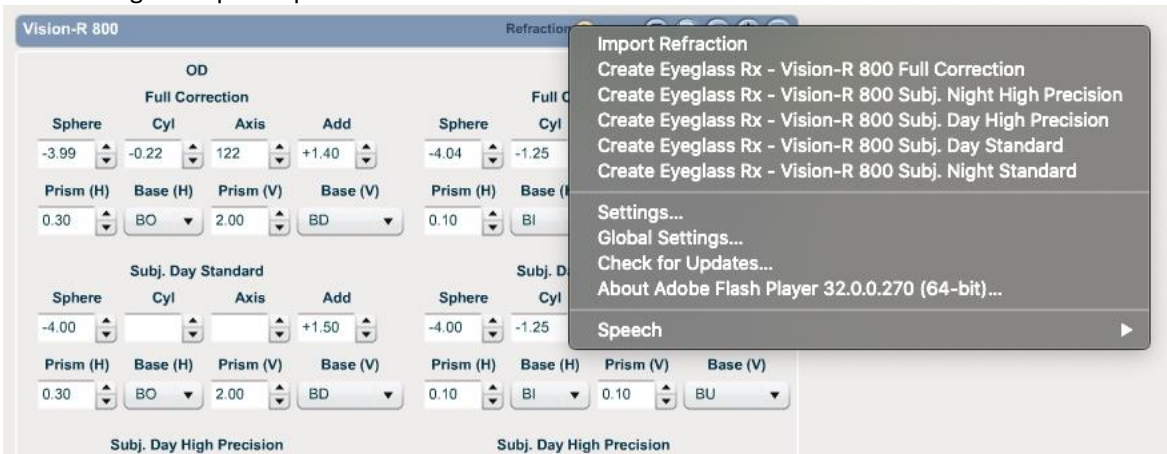 Vision-R 800 Refraction
Import Refraction
Create Eyeglass Rx - Vision-R 800 Full Correction
Create Eyeglass Rx - Vision-R 800 Subj. Night High Precision
Create Eyeglass Rx - Vision-R 800 Subj. Day High Precision
Create Eyeglass Rx - Vision-R 800 Subj. Day Standard
Create Eyeglass Rx - Vision-R 800 Subj. Night Standard
Settings...
Global Settings...
Check for Updates...
About Adobe Flash Player 32.0.0.270 (64-bit)...
Speech
OD
Full Correction Full C
Sphere Cyl Axis Add Sphere Cyl
-3.99 -0.22 122 +1.40 -4.04 -1.25
Prism (H) Base (H) Prism (V) Base (V) Prism (H) Base (H
0.30 BO 2.00 BD 0.10 BI
Subj. Day Standard Subj. D
Sphere Cyl Axis Add Sphere Cyl
-4.00 +1.50 -4.00 -1.25
Prism (H) Base (H) Prism (V) Base (V) Prism (H) Base (H) Prism (V) Base (V)
0.30 BO 2.00 BD 0.10 BI 0.10 BU
Subj. Day High Precision Subj. Day High Precision